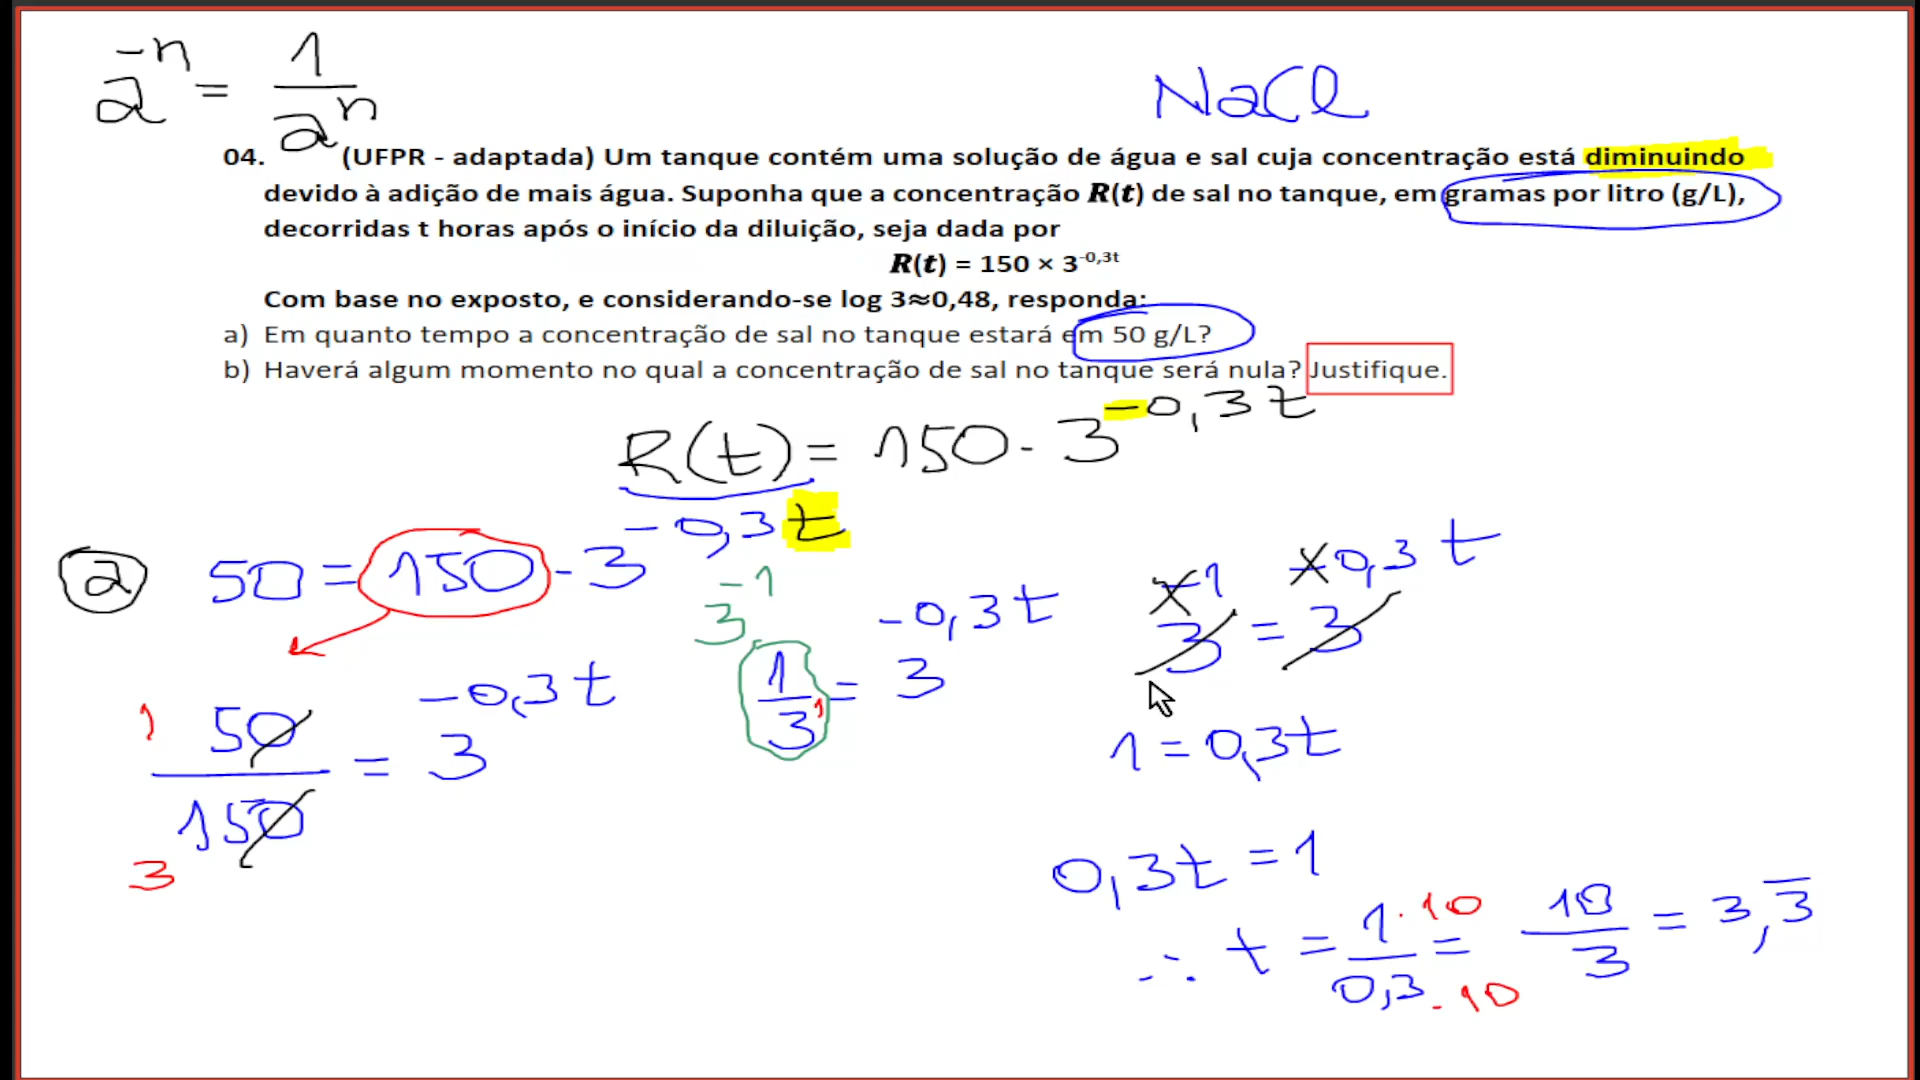 a^-n = 1/a^n
NaCl
04. (UFPR - adaptada) Um tanque contém uma solução de água e sal cuja concentração está diminuindo
devido à adição de mais água. Suponha que a concentração R(t) de sal no tanque, em gramas por litro (g/L),
decorridas t horas após o início da diluição, seja dada por
R(t) = 150 × 3^-0,3t
Com base no exposto, e considerando-se log 3≈0,48, responda:
a) Em quanto tempo a concentração de sal no tanque estará em 50 g/L?
b) Haverá algum momento no qual a concentração de sal no tanque será nula? Justifique.
R(t) = 150 · 3^-0,3t
a 50 = 150 · 3^-0,3t
1 50/150 3 = 3^-0,3t
3^-1
1/3^1 = 3^-0,3t
3^-1 = 3^-0,3t
1 = 0,3t
0,3t = 1
∴ t = 1·10/0,3·10 = 10/3 = 3,3̅